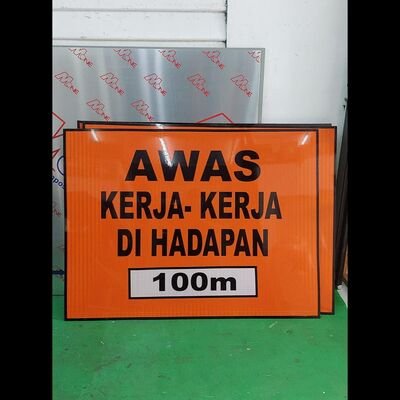 AWAS
KERJA- KERJA
DI HADAPAN
100m